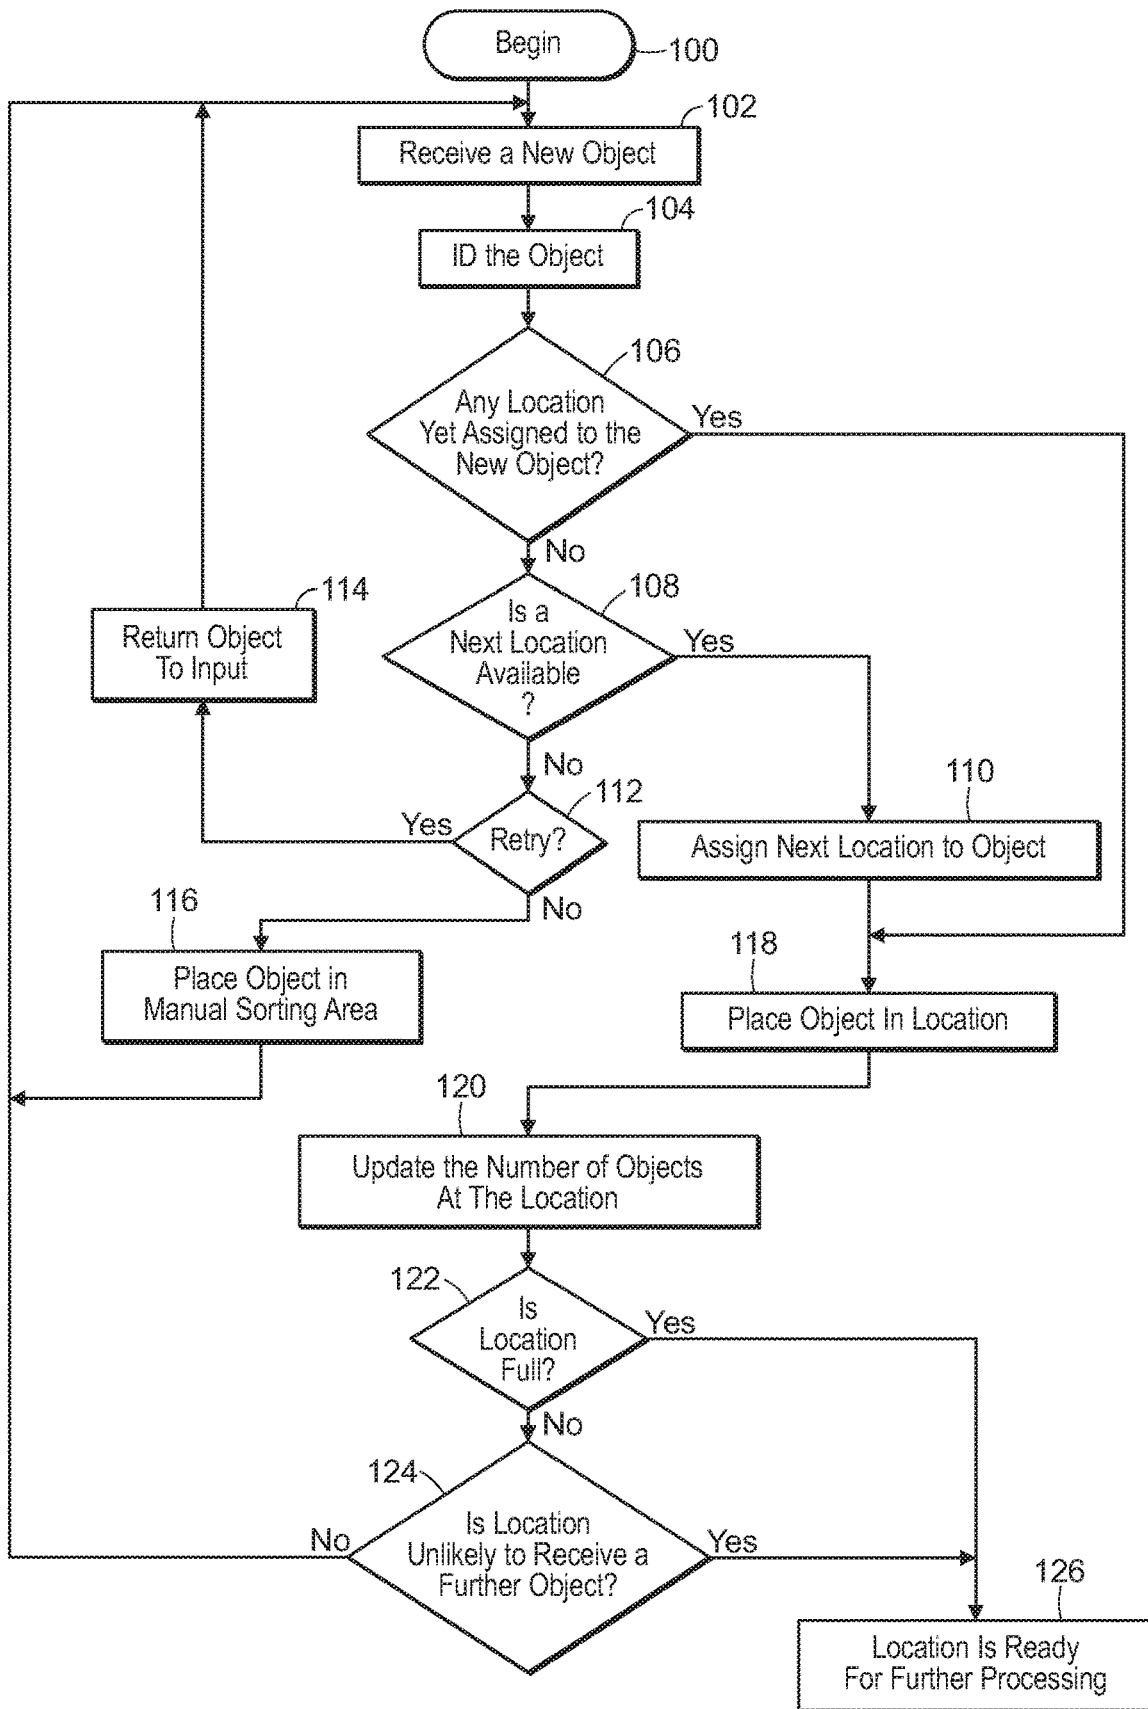 Begin
100
102
Receive a New Object
104
ID the Object
106
Any Location
Yet Assigned to the
New Object?
Yes
No
114
Return Object
To Input
108
Is a
Next Location
Available
?
Yes
No
112
Retry?
Yes
No
110
Assign Next Location to Object
116
Place Object in
Manual Sorting Area
118
Place Object In Location
120
Update the Number of Objects
At The Location
122
Is
Location
Full?
Yes
No
124
Is Location
Unlikely to Receive a
Further Object?
No
Yes
126
Location Is Ready
For Further Processing